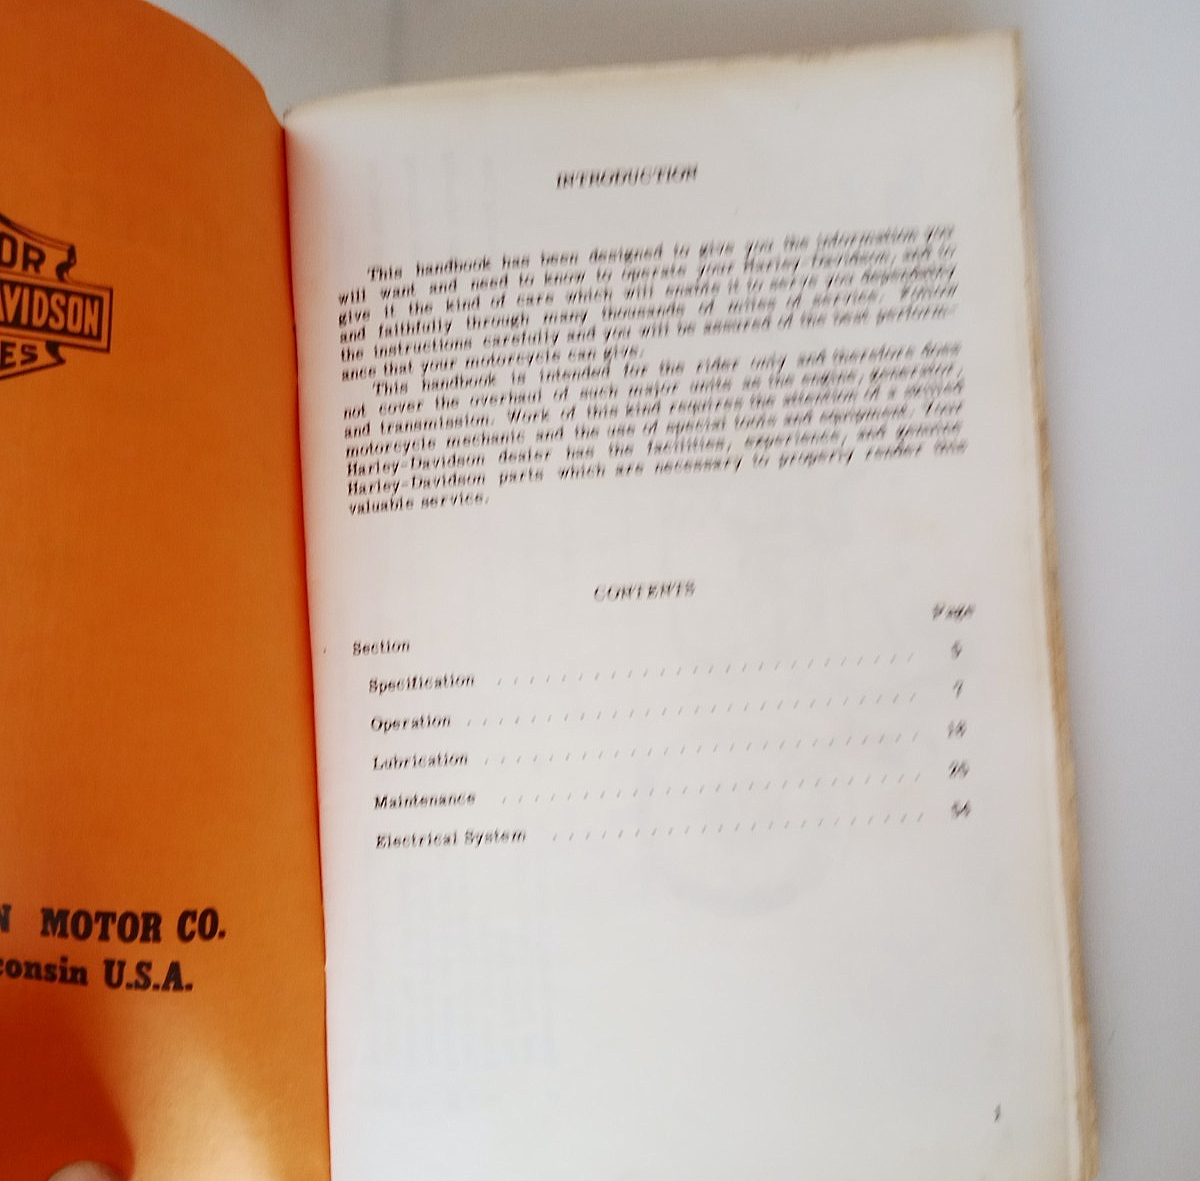 OR
AVIDSON
ES
N MOTOR CO.
consin U.S.A.
INTRODUCTION
This handbook has been designed to give you the information you
will want and need to know to operate your Harley-Davidson, and to
give it the kind of care which will enable it to serve you dependably
and faithfully through many thousands of miles of service. Follow
the instructions carefully and you will be assured of the best perform-
ance that your motorcycle can give.
This handbook is intended for the rider only and therefore does
not cover the overhaul of such major units as the engine, generator,
and transmission. Work of this kind requires the attention of a skilled
motorcycle mechanic and the use of special tools and equipment. Your
Harley-Davidson dealer has the facilities, experience, and genuine
Harley-Davidson parts which are necessary to properly render this
valuable service.
CONTENTS
Section Page
Specification . . . . . . . . . . . . . . . . . . . . . . . . . 5
Operation . . . . . . . . . . . . . . . . . . . . . . . . . . . 7
Lubrication . . . . . . . . . . . . . . . . . . . . . . . . . .
Maintenance . . . . . . . . . . . . . . . . . . . . . . . . .
Electrical System . . . . . . . . . . . . . . . . . . . . . . 54
1